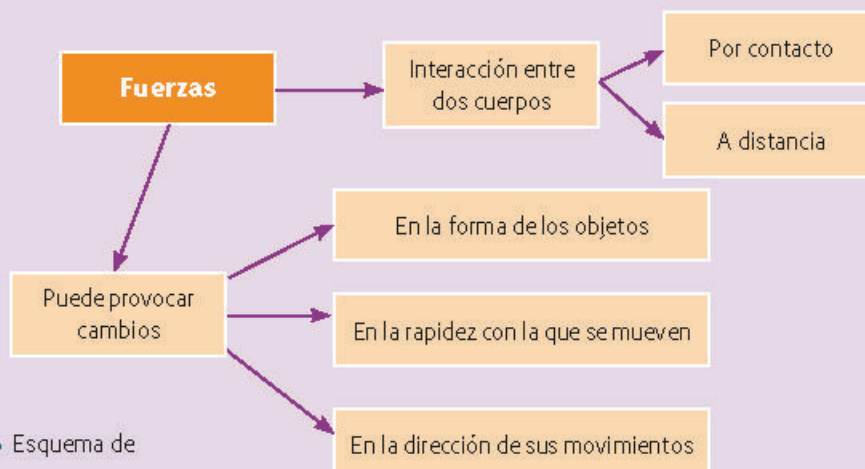 Fuerzas
Interacción entre
dos cuerpos
Por contacto
A distancia
Puede provocar
cambios
En la forma de los objetos
En la rapidez con la que se mueven
En la dirección de sus movimientos
Esquema de